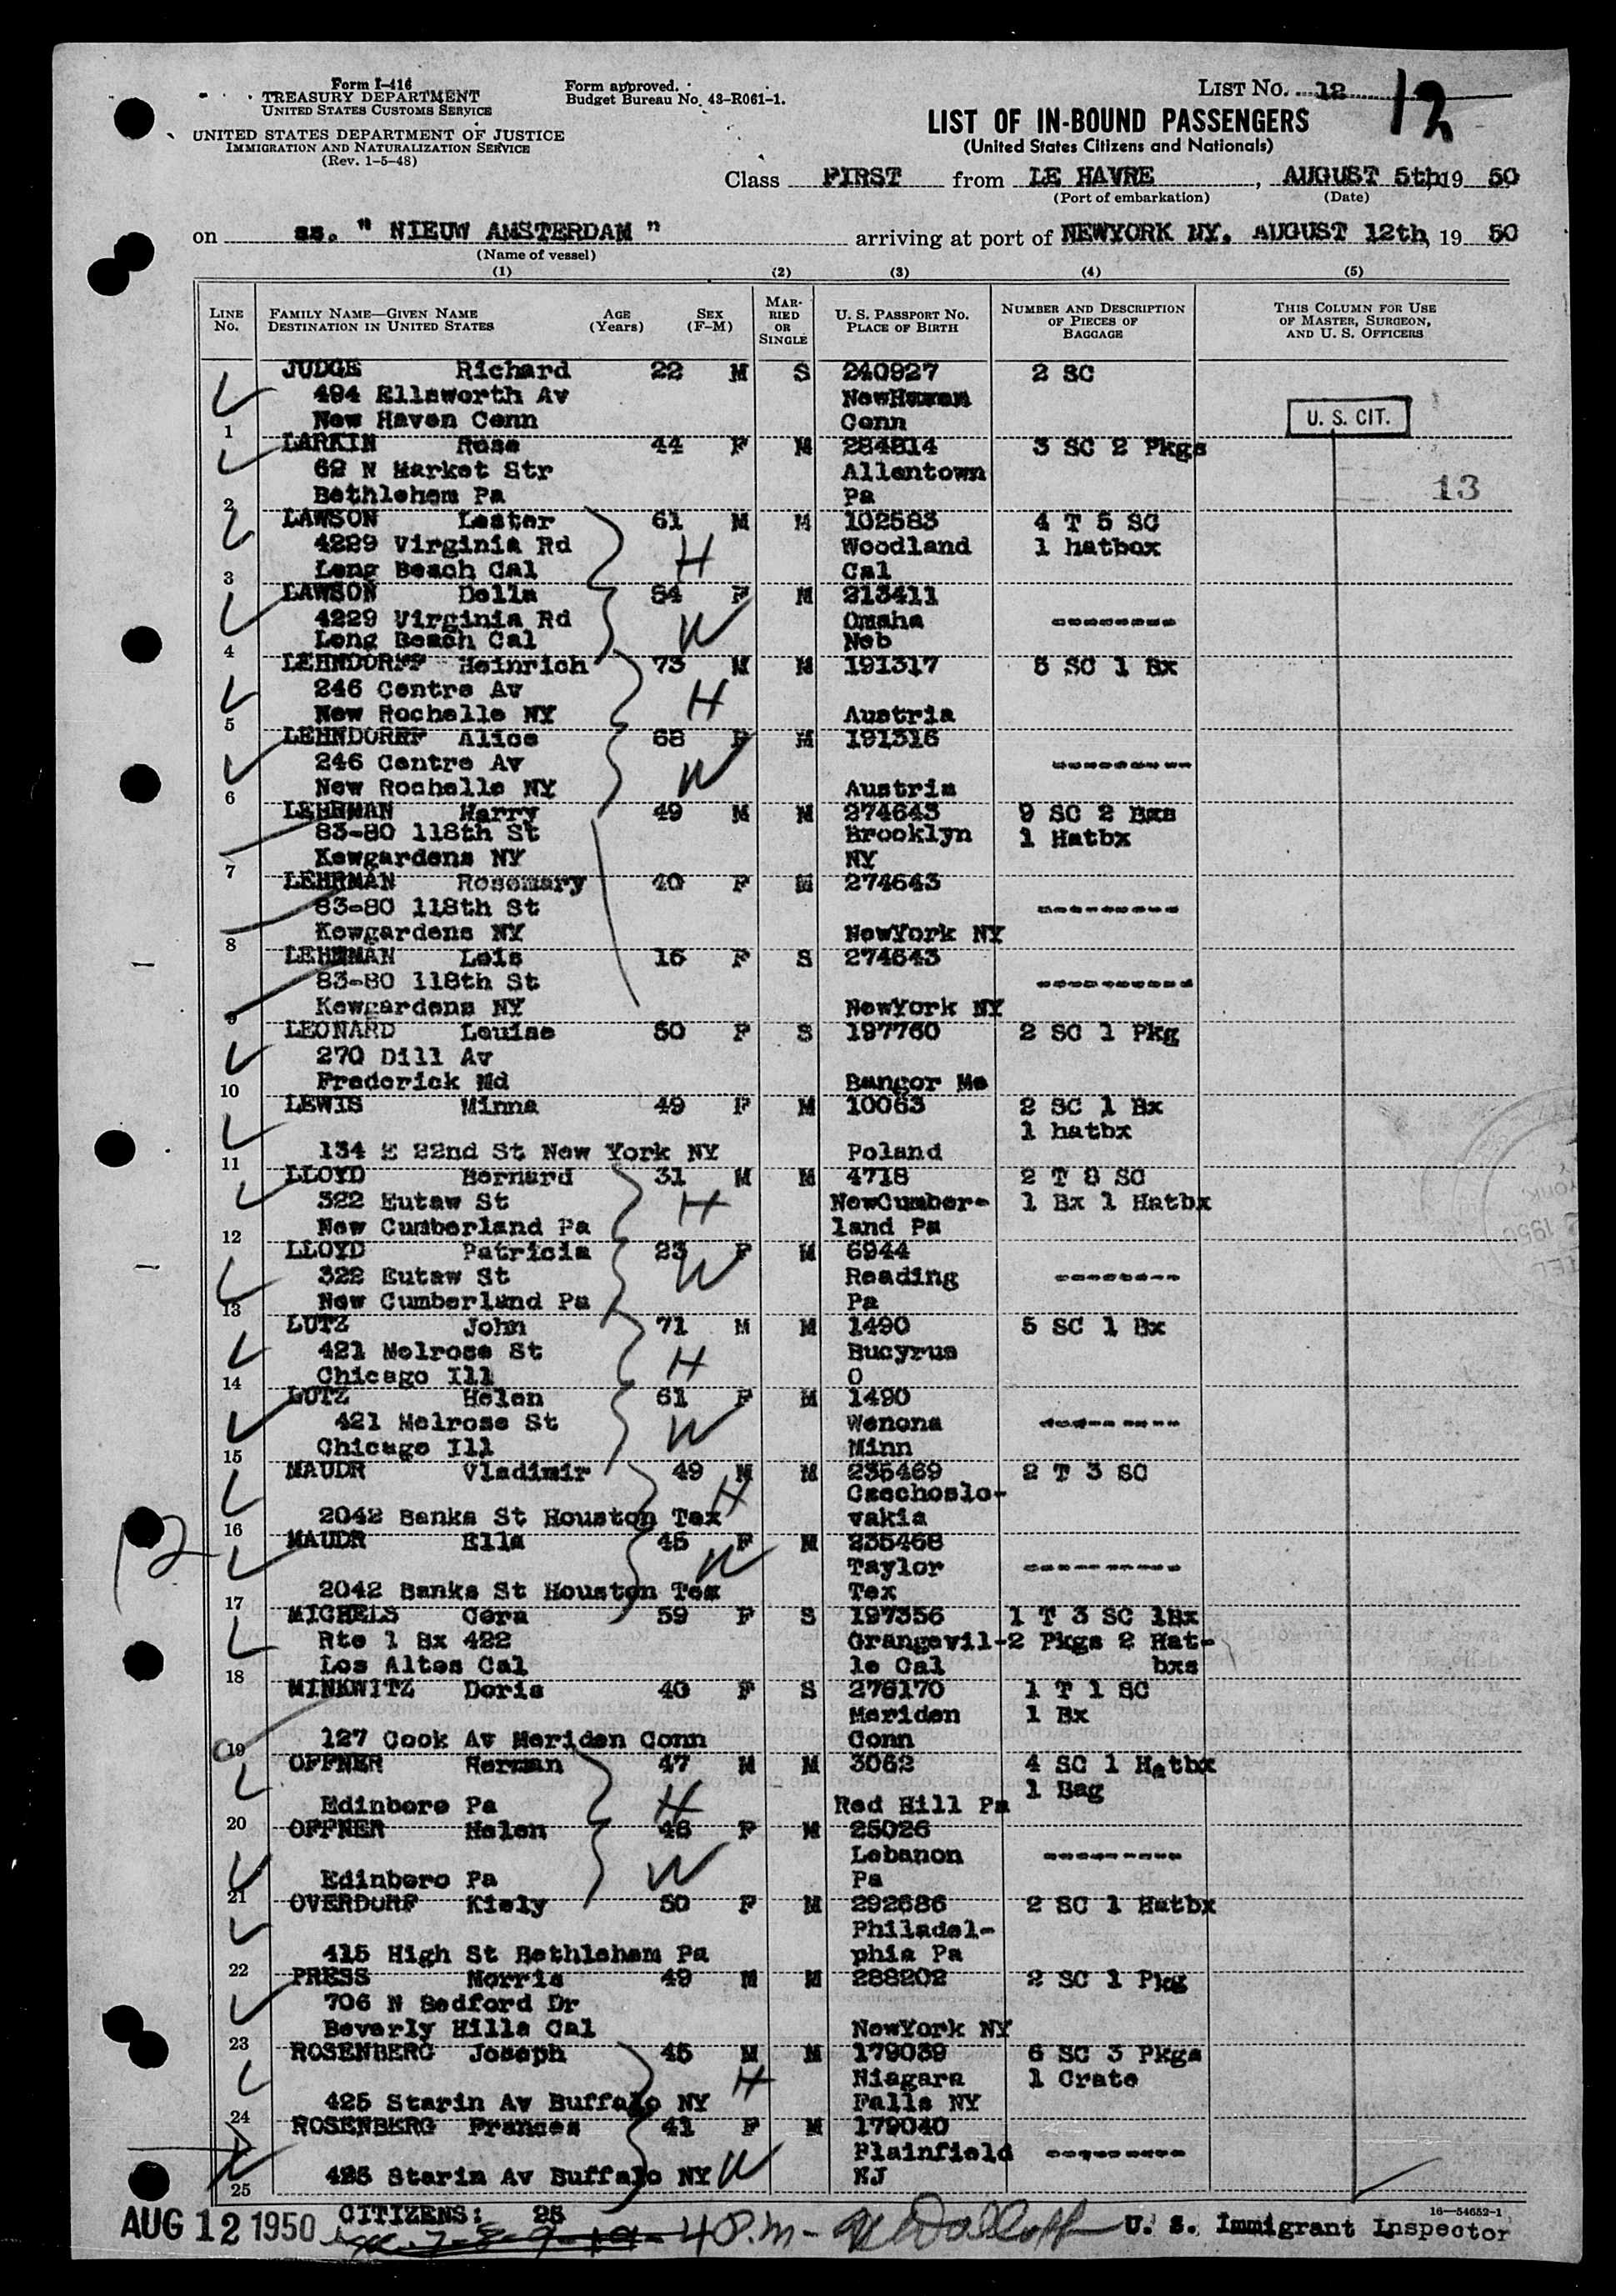 Form I-416
TREASURY DEPARTMENT
UNITED STATES CUSTOMS SERVICE
UNITED STATES DEPARTMENT OF JUSTICE
IMMIGRATION AND NATURALIZATION SERVICE
(Rev. 1-5-48)
Form approved.
Budget Bureau No. 43-R061-1.
LIST NO. 12 12
LIST OF IN-BOUND PASSENGERS
(United States Citizens and Nationals)
Class FIRST from LE HAVRE, AUGUST 5th, 19 50
(Port of embarkation) (Date)
on ss. " NIEUW AMSTERDAM " arriving at port of NEWYORK NY. AUGUST 12th, 19 50
(Name of vessel)
(1) (2) (3) (4) (5)
LINE No. FAMILY NAME—GIVEN NAME DESTINATION IN UNITED STATES AGE (Years) SEX (F-M) MARRIED OR SINGLE U. S. PASSPORT NO. PLACE OF BIRTH NUMBER AND DESCRIPTION OF PIECES OF BAGGAGE THIS COLUMN FOR USE OF MASTER, SURGEON, AND U. S. OFFICERS
JUDGE Richard 22 M S 240927 2 SC
494 Ellsworth Av NewHaven
1 New Haven Conn Conn U. S. CIT.
LARKIN Rose 44 F M 284814 3 SC 2 Pkgs
62 N Market Str Allentown
2 Bethlehem Pa Pa 13
LAWSON Lester 61 M M 102583 4 T 5 SC
4229 Virginia Rd H Woodland 1 hatbox
3 Long Beach Cal Cal
LAWSON Della 54 F M 213411
4229 Virginia Rd W Omaha ---------
4 Long Beach Cal Neb
LEHNDORFF Heinrich 73 M M 191317 5 SC 1 Bx
246 Centre Av H
5 New Rochelle NY Austria
LEHNDORFF Alice 68 F M 191316
246 Centre Av W ----------
6 New Rochelle NY Austria
LEHRMAN Harry 49 M M 274643 9 SC 2 Bxs
83-80 118th St Brooklyn 1 Hatbx
7 Kewgardens NY NY
LEHRMAN Rosemary 40 F M 274643
83-80 118th St ----------
8 Kewgardens NY NewYork NY
LEHRMAN Lois 16 F S 274643
83-80 118th St ----------
9 Kewgardens NY NewYork NY
LEONARD Louise 50 F S 197760 2 SC 1 Pkg
270 Dill Av
10 Frederick Md Bangor Me
LEWIS Minna 49 F M 10063 2 SC 1 Bx
1 hatbx
11 134 E 22nd St New York NY Poland
LLOYD Bernard 31 M M 4718 2 T 8 SC
322 Eutaw St H NewCumber- 1 Bx 1 Hatbx
12 New Cumberland Pa land Pa
LLOYD Patricia 23 F M 6944
322 Eutaw St W Reading --------
13 New Cumberland Pa Pa
LUTZ John 71 M M 1490 5 SC 1 Bx
421 Melrose St H Bucyrus
14 Chicago Ill O
LUTZ Helen 61 F M 1490
421 Melrose St W Wenona ---------
15 Chicago Ill Minn
MAUDR Vladimir 49 M M 235469 2 T 3 SC
H Czechoslo-
16 2042 Banks St Houston Tex vakia
MAUDR Ella 45 F M 235468
12 W Taylor ----------
17 2042 Banks St Houston Tex Tex
MICHELS Cora 59 F S 197356 1 T 3 SC 1Bx
Rte 1 Bx 422 Grangevil- 2 Pkgs 2 Hat-
18 Los Altos Cal le Cal bxs
MINKWITZ Doris 40 F S 276170 1 T 1 SC
Meriden 1 Bx
19 127 Cook Av Meriden Conn Conn
OFFNER Herman 47 M M 3062 4 SC 1 Hatbx
1 Bag
20 Edinboro Pa H Red Hill Pa
OFFNER Helen 46 F M 25026
W Lebanon ---------
21 Edinboro Pa Pa
OVERDORF Kiely 50 F M 292686 2 SC 1 Hatbx
Philadel-
22 415 High St Bethlehem Pa phia Pa
PRESS Morris 49 M M 288202 2 SC 1 Pkg
706 N Bedford Dr
23 Beverly Hills Cal NewYork NY
ROSENBERG Joseph 45 M M 179039 6 SC 3 Pkgs
H Niagara 1 Crate
24 425 Starin Av Buffalo NY Falls NY
ROSENBERG Frances 41 F M 179040
Plainfield ---------
25 425 Starin Av Buffalo NY W NJ
16—54652-1
CITIZENS: 25
AUG 12 1950 7-8-9-19- 4 P.m - U. S. Immigrant Inspector